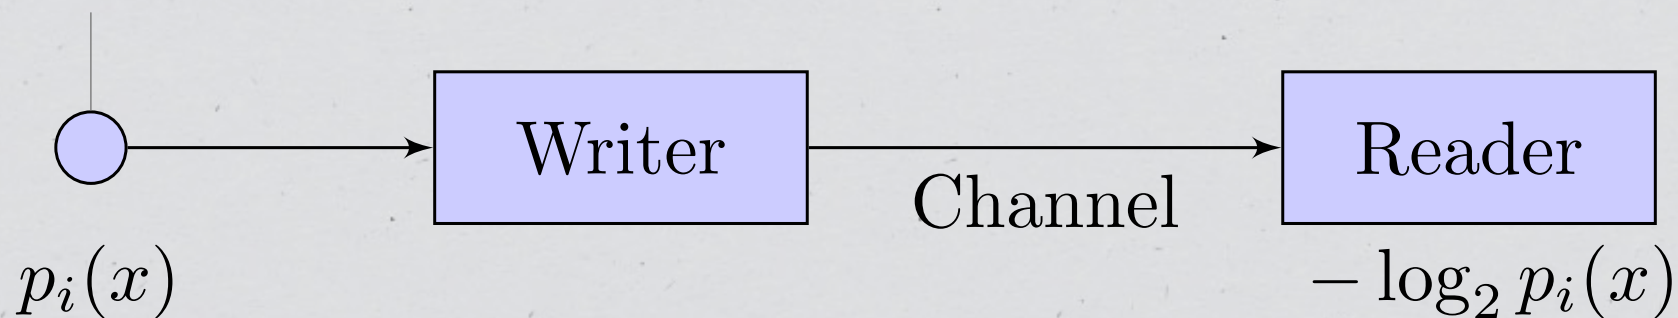 Writer
Reader
Channel
p_i(x)
− log_2 p_i(x)